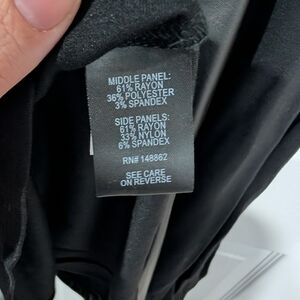 MIDDLE PANEL:
61% RAYON
36% POLYESTER
3% SPANDEX
SIDE PANELS:
61% RAYON
33% NYLON
6% SPANDEX
RN# 148862
SEE CARE
ON REVERSE